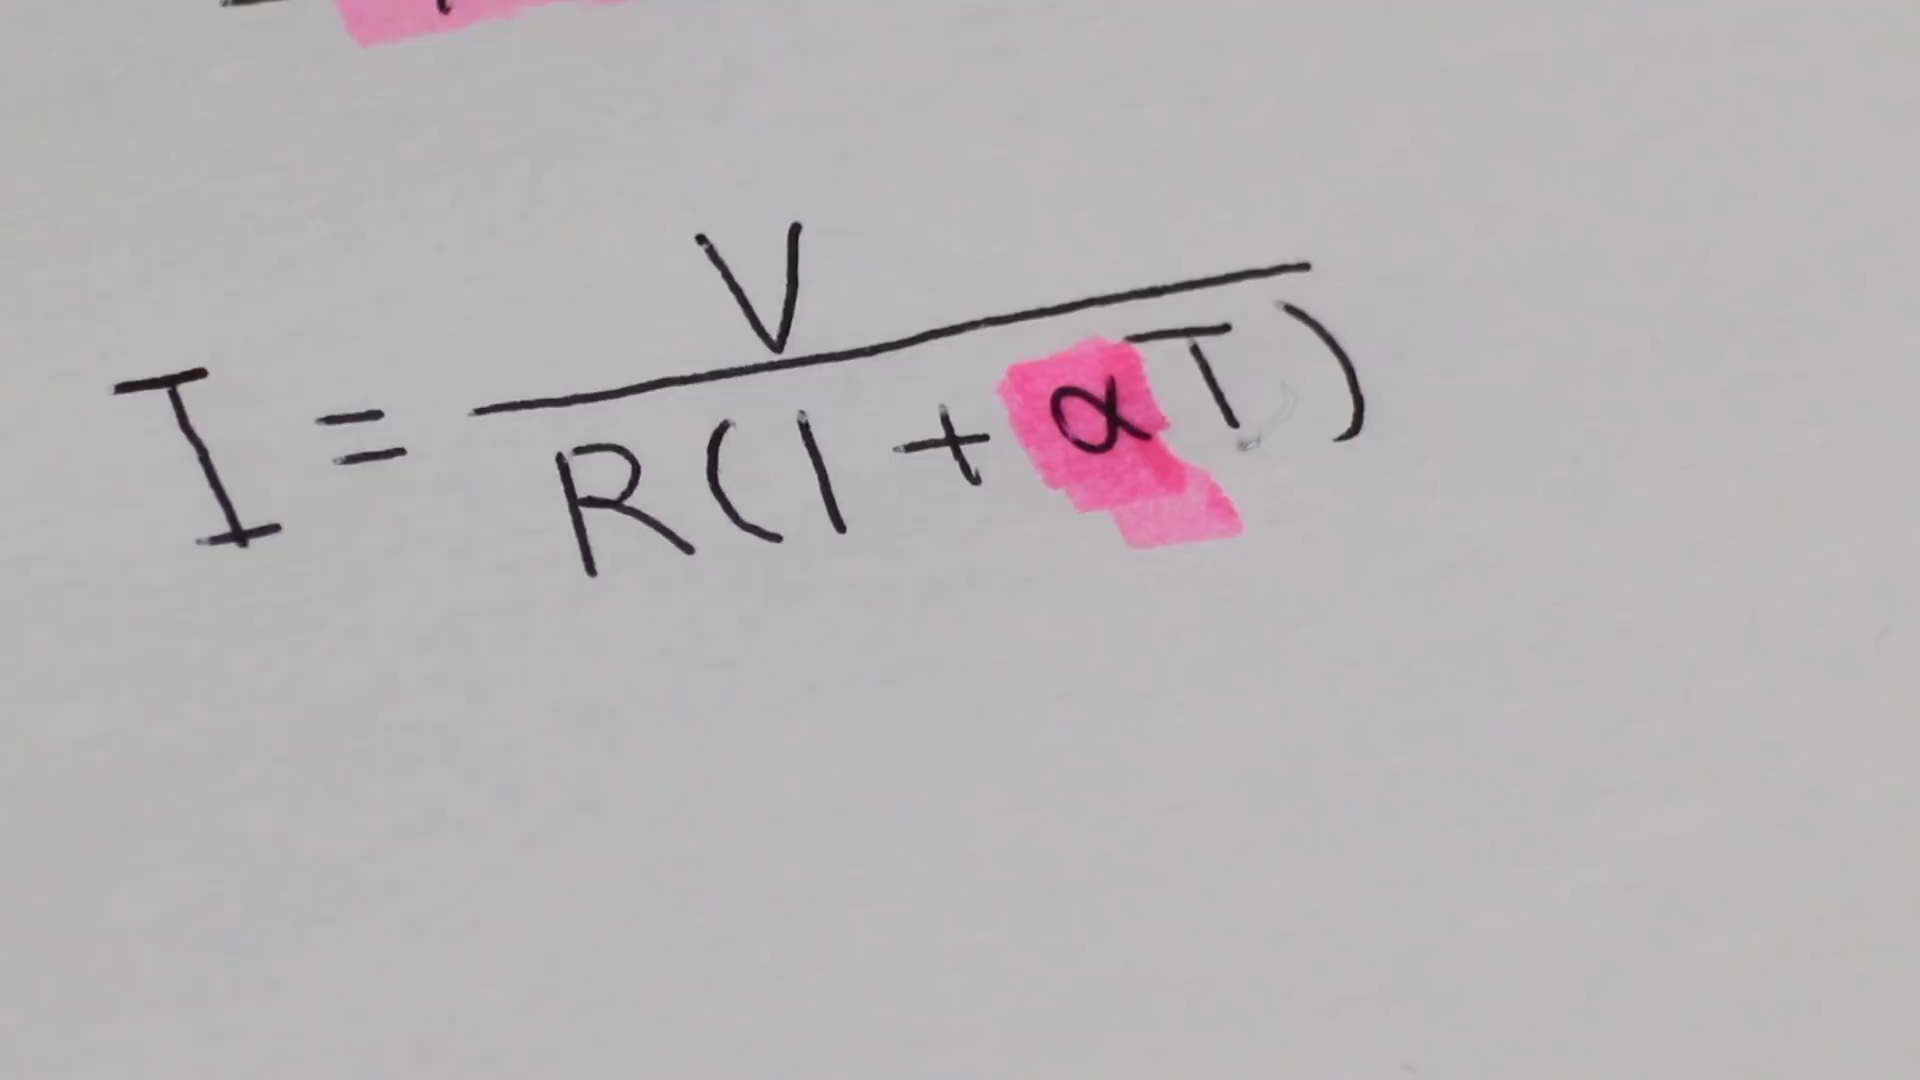 I = V / R(1 + αT)